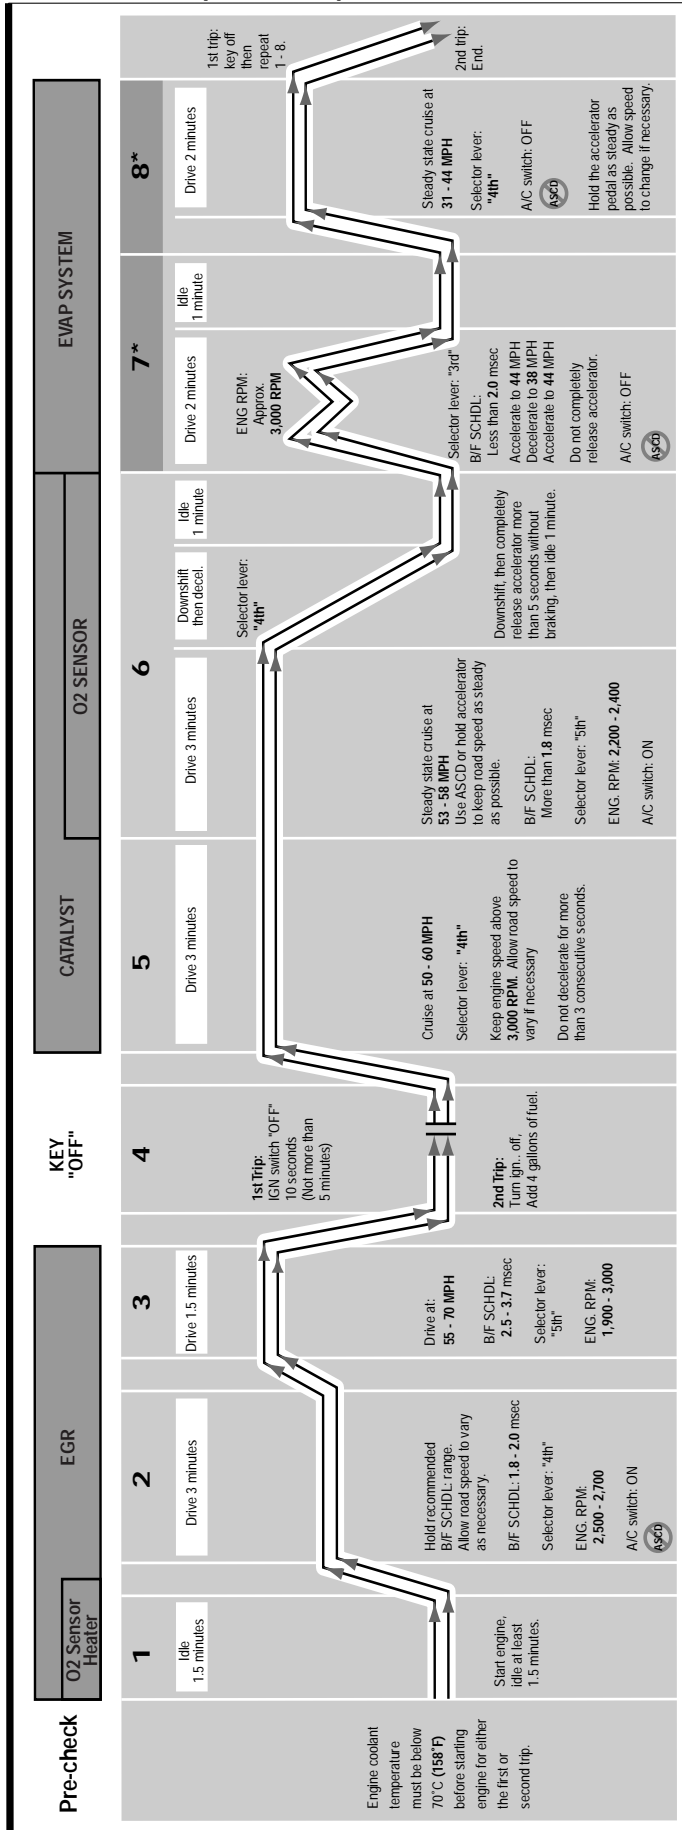 Pre-check
EGR
O2 Sensor
Heater
KEY
"OFF"
CATALYST
O2 SENSOR
EVAP SYSTEM
Engine coolant
temperature
must be below
70˚C (158˚F)
before starting
engine for either
the first or
second trip.
1
Idle
1.5 minutes
Start engine,
idle at least
1.5 minutes.
2
Drive 3 minutes
Hold recommended
B/F SCHDL: range.
Allow road speed to vary
as necessary.
B/F SCHDL: 1.8 - 2.0 msec
Selector lever: "4th"
ENG. RPM:
2,500 - 2,700
A/C switch: ON
ASCD
3
Drive 1.5 minutes
Drive at:
55 - 70 MPH
B/F SCHDL:
2.5 - 3.7 msec
Selector lever:
"5th"
ENG. RPM:
1,900 - 3,000
4
1st Trip:
IGN switch "OFF"
10 seconds
(Not more than
5 minutes)
2nd Trip:
Turn ign.. off,
Add 4 gallons of fuel.
5
Drive 3 minutes
Cruise at 50 - 60 MPH
Selector lever: "4th"
Keep engine speed above
3,000 RPM. Allow road speed to
vary if necessary
Do not decelerate for more
than 3 consecutive seconds.
6
Drive 3 minutes
Steady state cruise at
53 - 58 MPH
Use ASCD or hold accelerator
to keep road speed as steady
as possible.
B/F SCHDL:
More than 1.8 msec
Selector lever: "5th"
ENG. RPM: 2,200 - 2,400
A/C switch: ON
Downshift
then decel.
Selector lever:
"4th"
Downshift, then completely
release accelerator more
than 5 seconds without
braking, then idle 1 minute.
Idle
1 minute
7*
Drive 2 minutes
ENG RPM:
Approx.
3,000 RPM
Selector lever: "3rd"
B/F SCHDL:
Less than 2.0 msec
Accelerate to 44 MPH
Decelerate to 38 MPH
Accelerate to 44 MPH
Do not completely
release accelerator.
A/C switch: OFF
ASCD
Idle
1 minute
8*
Drive 2 minutes
Steady state cruise at
31 - 44 MPH
Selector lever:
"4th"
A/C switch: OFF
ASCD
Hold the accelerator
pedal as steady as
possible. Allow speed
to change if necessary.
1st trip:
key off
then
repeat
1 - 8.
2nd trip:
End.